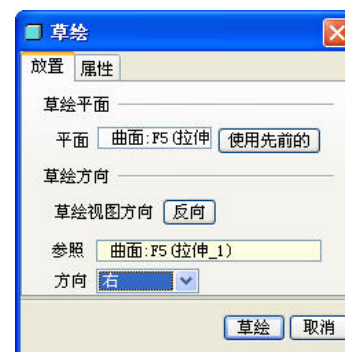 草绘
放置 属性
草绘平面
平面 曲面:F5(拉伸 使用先前的
草绘方向
草绘视图方向 反向
参照 曲面:F5(拉伸_1)
方向 右
草绘 取消